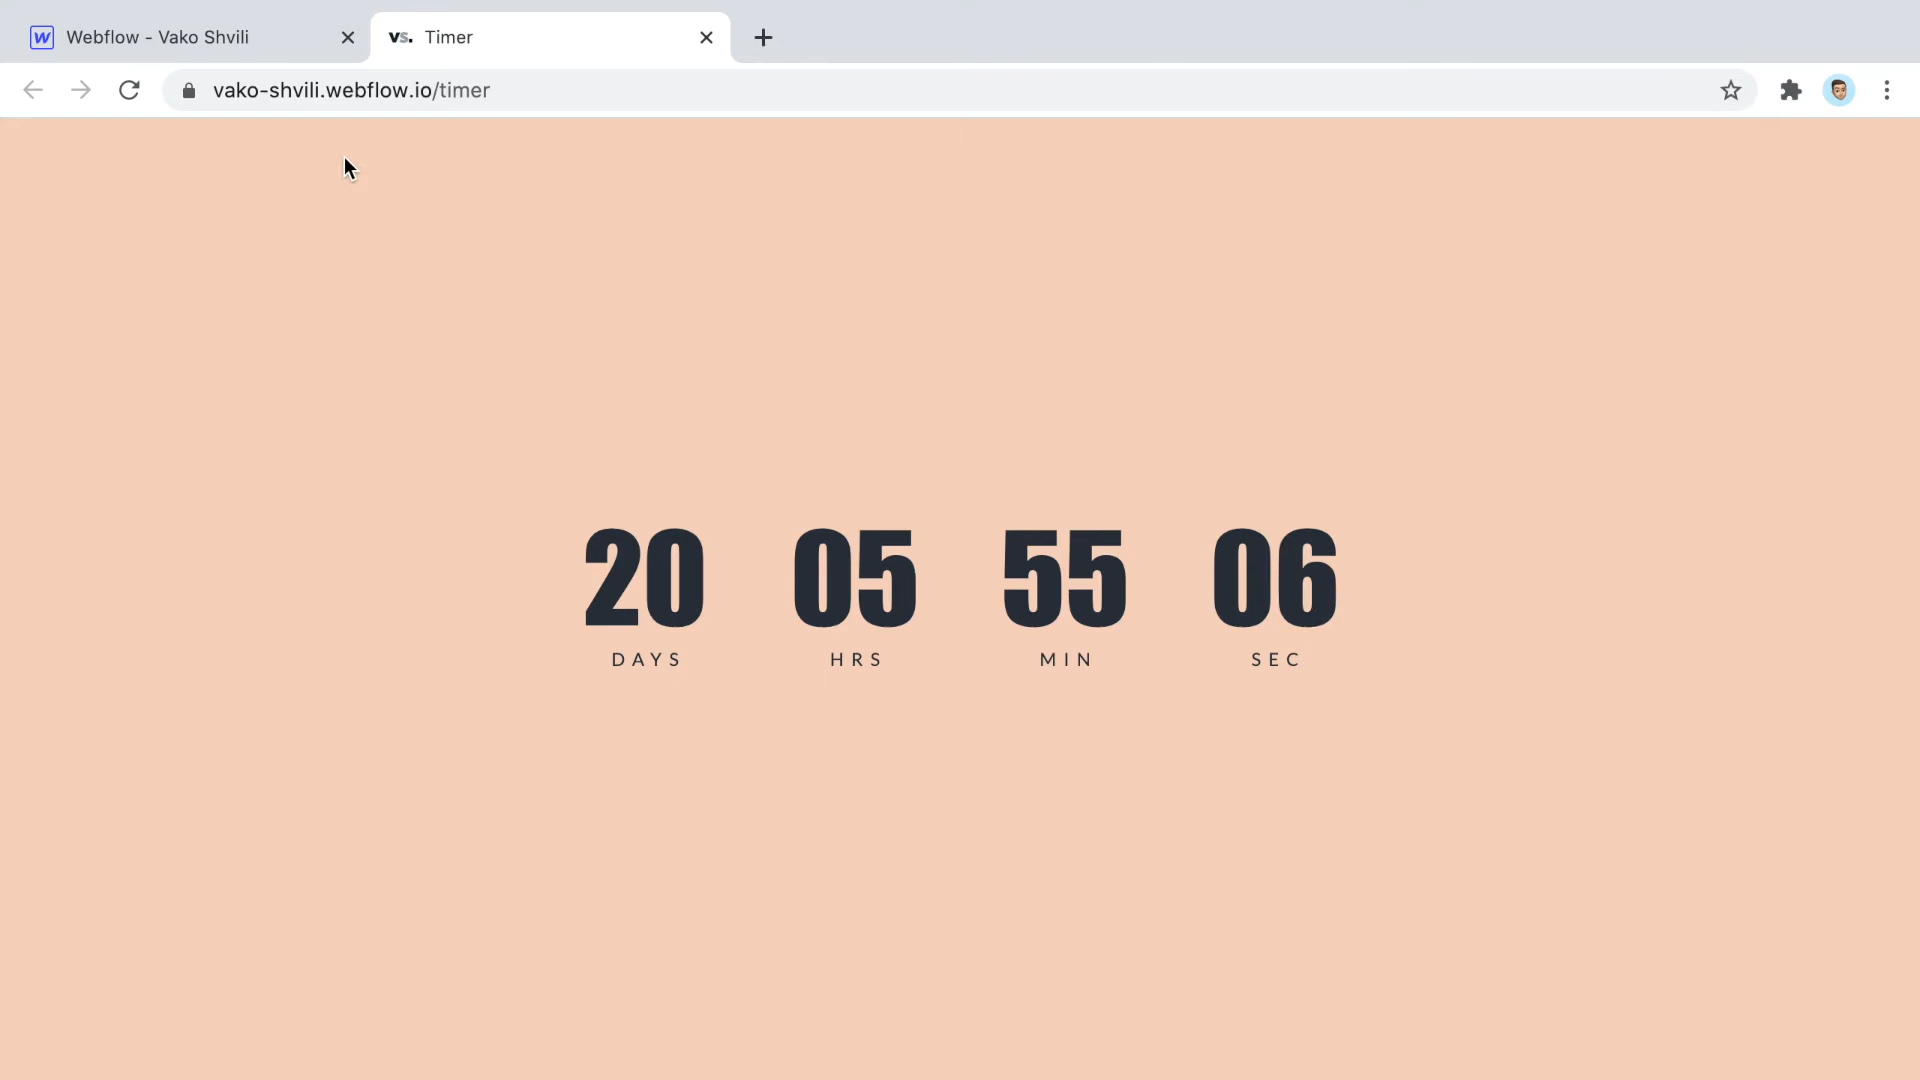 W Webflow - Vako Shvili
vs. Timer
vako-shvili.webflow.io/timer
20 05 55 06
DAYS HRS MIN SEC